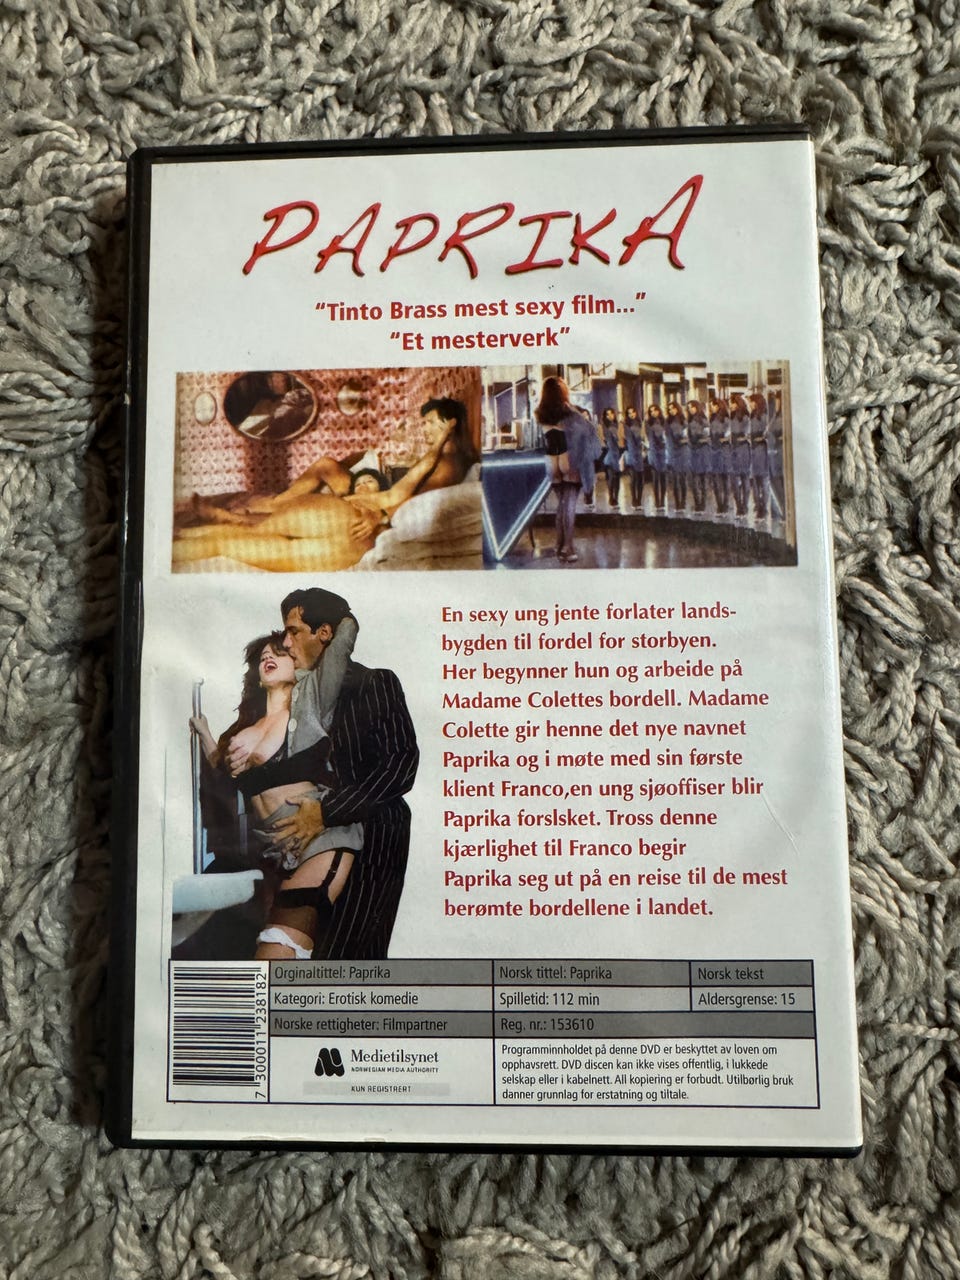 PAPRIKA
“Tinto Brass mest sexy film...”
“Et mesterverk”
En sexy ung jente forlater lands-
bygden til fordel for storbyen.
Her begynner hun og arbeide på
Madame Colettes bordell. Madame
Colette gir henne det nye navnet
Paprika og i møte med sin første
klient Franco,en ung sjøoffiser blir
Paprika forslsket. Tross denne
kjærlighet til Franco begir
Paprika seg ut på en reise til de mest
berømte bordellene i landet.
Orginaltittel: Paprika
Norsk tittel: Paprika
Norsk tekst
Kategori: Erotisk komedie
Spilletid: 112 min
Aldersgrense: 15
Norske rettigheter: Filmpartner
Reg. nr.: 153610
Medietilsynet
NORWEGIAN MEDIA AUTHORITY
KUN REGISTRERT
Programminnholdet på denne DVD er beskyttet av loven om
opphavsrett. DVD discen kan ikke vises offentlig, i lukkede
selskap eller i kabelnett. All kopiering er forbudt. Utilbørlig bruk
danner grunnlag for erstatning og tiltale.
7 300011 238182